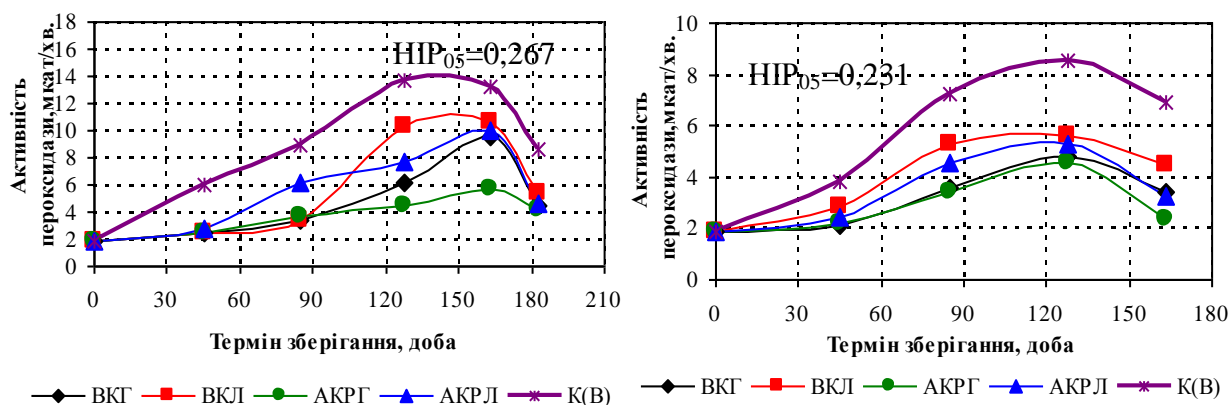 Активність
пероксидази,мкат/хв.
18
16
14
12
10
8
6
4
2
0
НІР05=0,267
0 30 60 90 120 150 180 210
Термін зберігання, доба
ВКГ ВКЛ АКРГ АКРЛ К(В)
Активність
пероксидази,мкат/хв.
10
8
6
4
2
0
НІР05=0,231
0 30 60 90 120 150 180
Термін зберігання, доба
ВКГ ВКЛ АКРГ АКРЛ К(В)